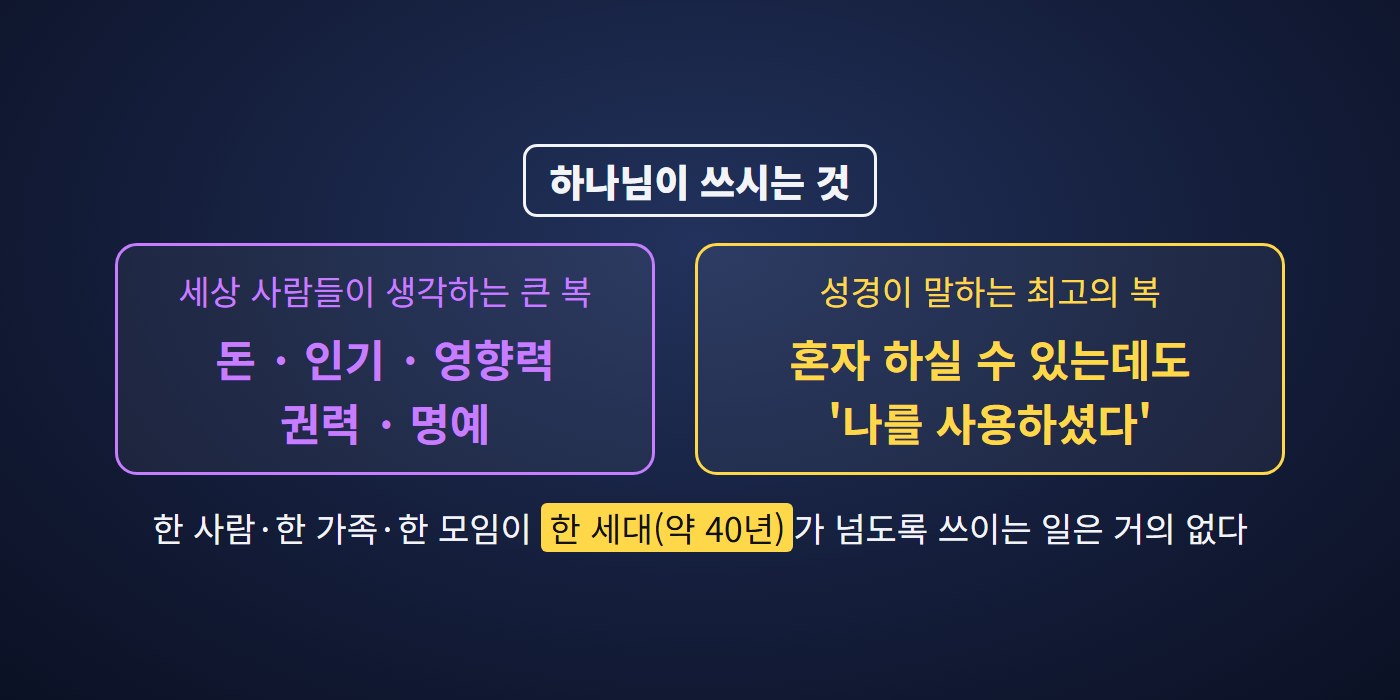 하나님이 쓰시는 것
세상 사람들이 생각하는 큰 복
돈 · 인기 · 영향력
권력 · 명예
성경이 말하는 최고의 복
혼자 하실 수 있는데도
'나를 사용하셨다'
한 사람·한 가족·한 모임이 한 세대(약 40년)가 넘도록 쓰이는 일은 거의 없다